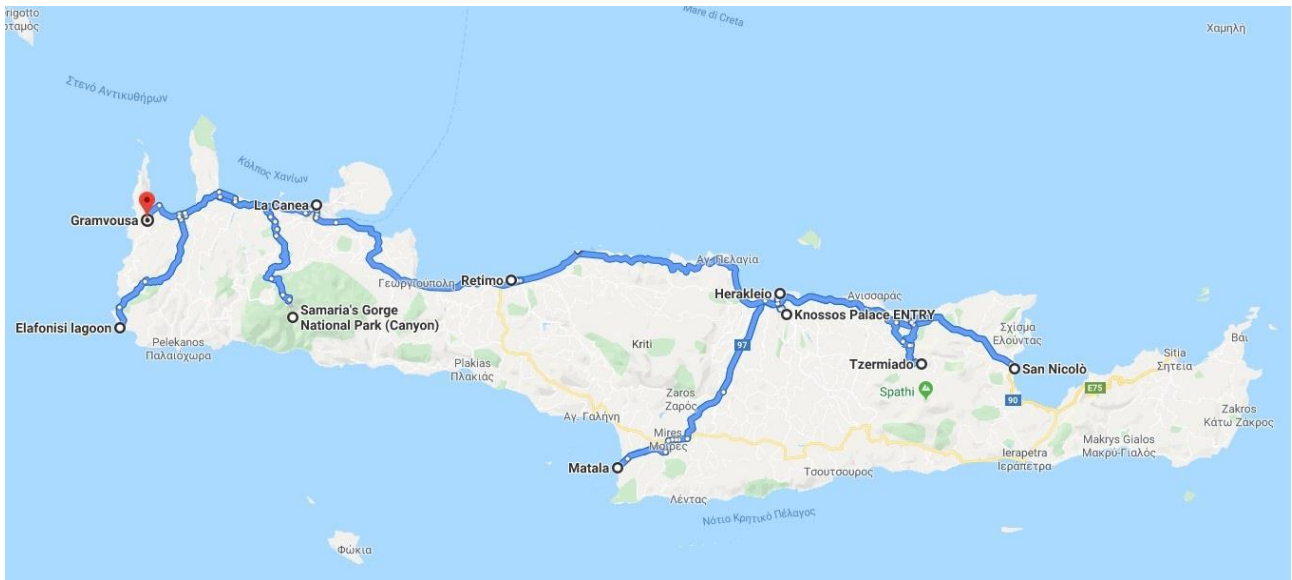 rigotto
οταμός
Mare di Creta
Χαμηλή
Στενό Αντικυθήρων
Κόλπος Χανίων
La Canea
Gramvousa
Αγ. Πελαγία
Γεωργιούπολη
Retimo
Herakleio
Ανισσαράς
Βάι
Samaria's Gorge
National Park (Canyon)
Knossos Palace ENTRY
Σχίσμα
Ελούντας
Elafonisi lagoon
Pelekanos
Παλαιόχωρα
Kriti
97
Sitia
Σητεία
Plakias
Πλακιάς
Tzermiado
San Nicolò
Spathi
E75
90
Zaros
Ζαρός
Zakros
Κάτω Ζάκρος
Αγ. Γαλήνη
Mires
Μοίρες
Makrys Gialos
Μακρύ-Γιαλός
Ierapetra
Ιεράπετρα
Matala
Τσουτσουρος
Λέντας
Νότιο Κρητικό Πέλαγος
Φώκια